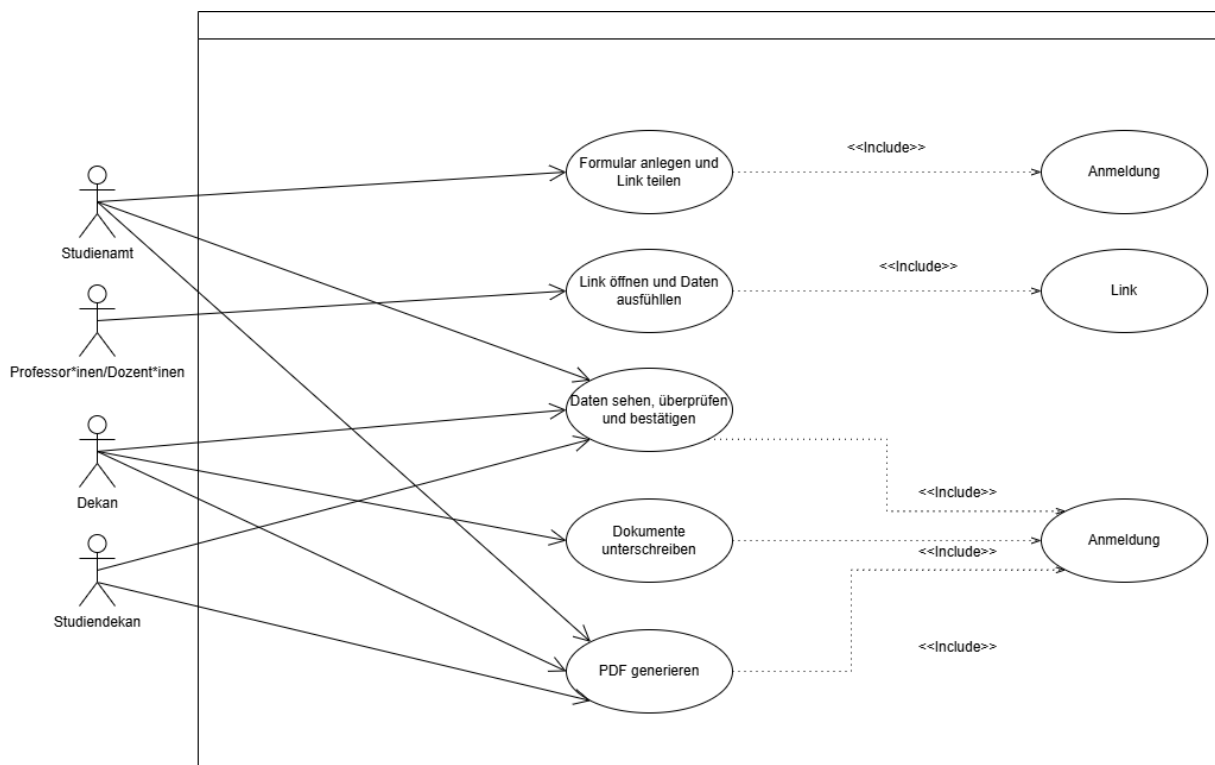 <<Include>>
Formular anlegen und
Link teilen
Anmeldung
Studienamt
<<Include>>
Link öffnen und Daten
ausfühllen
Link
Professor*inen/Dozent*inen
Daten sehen, überprüfen
und bestätigen
Dekan
<<Include>>
Dokumente
unterschreiben
Anmeldung
<<Include>>
Studiendekan
<<Include>>
PDF generieren